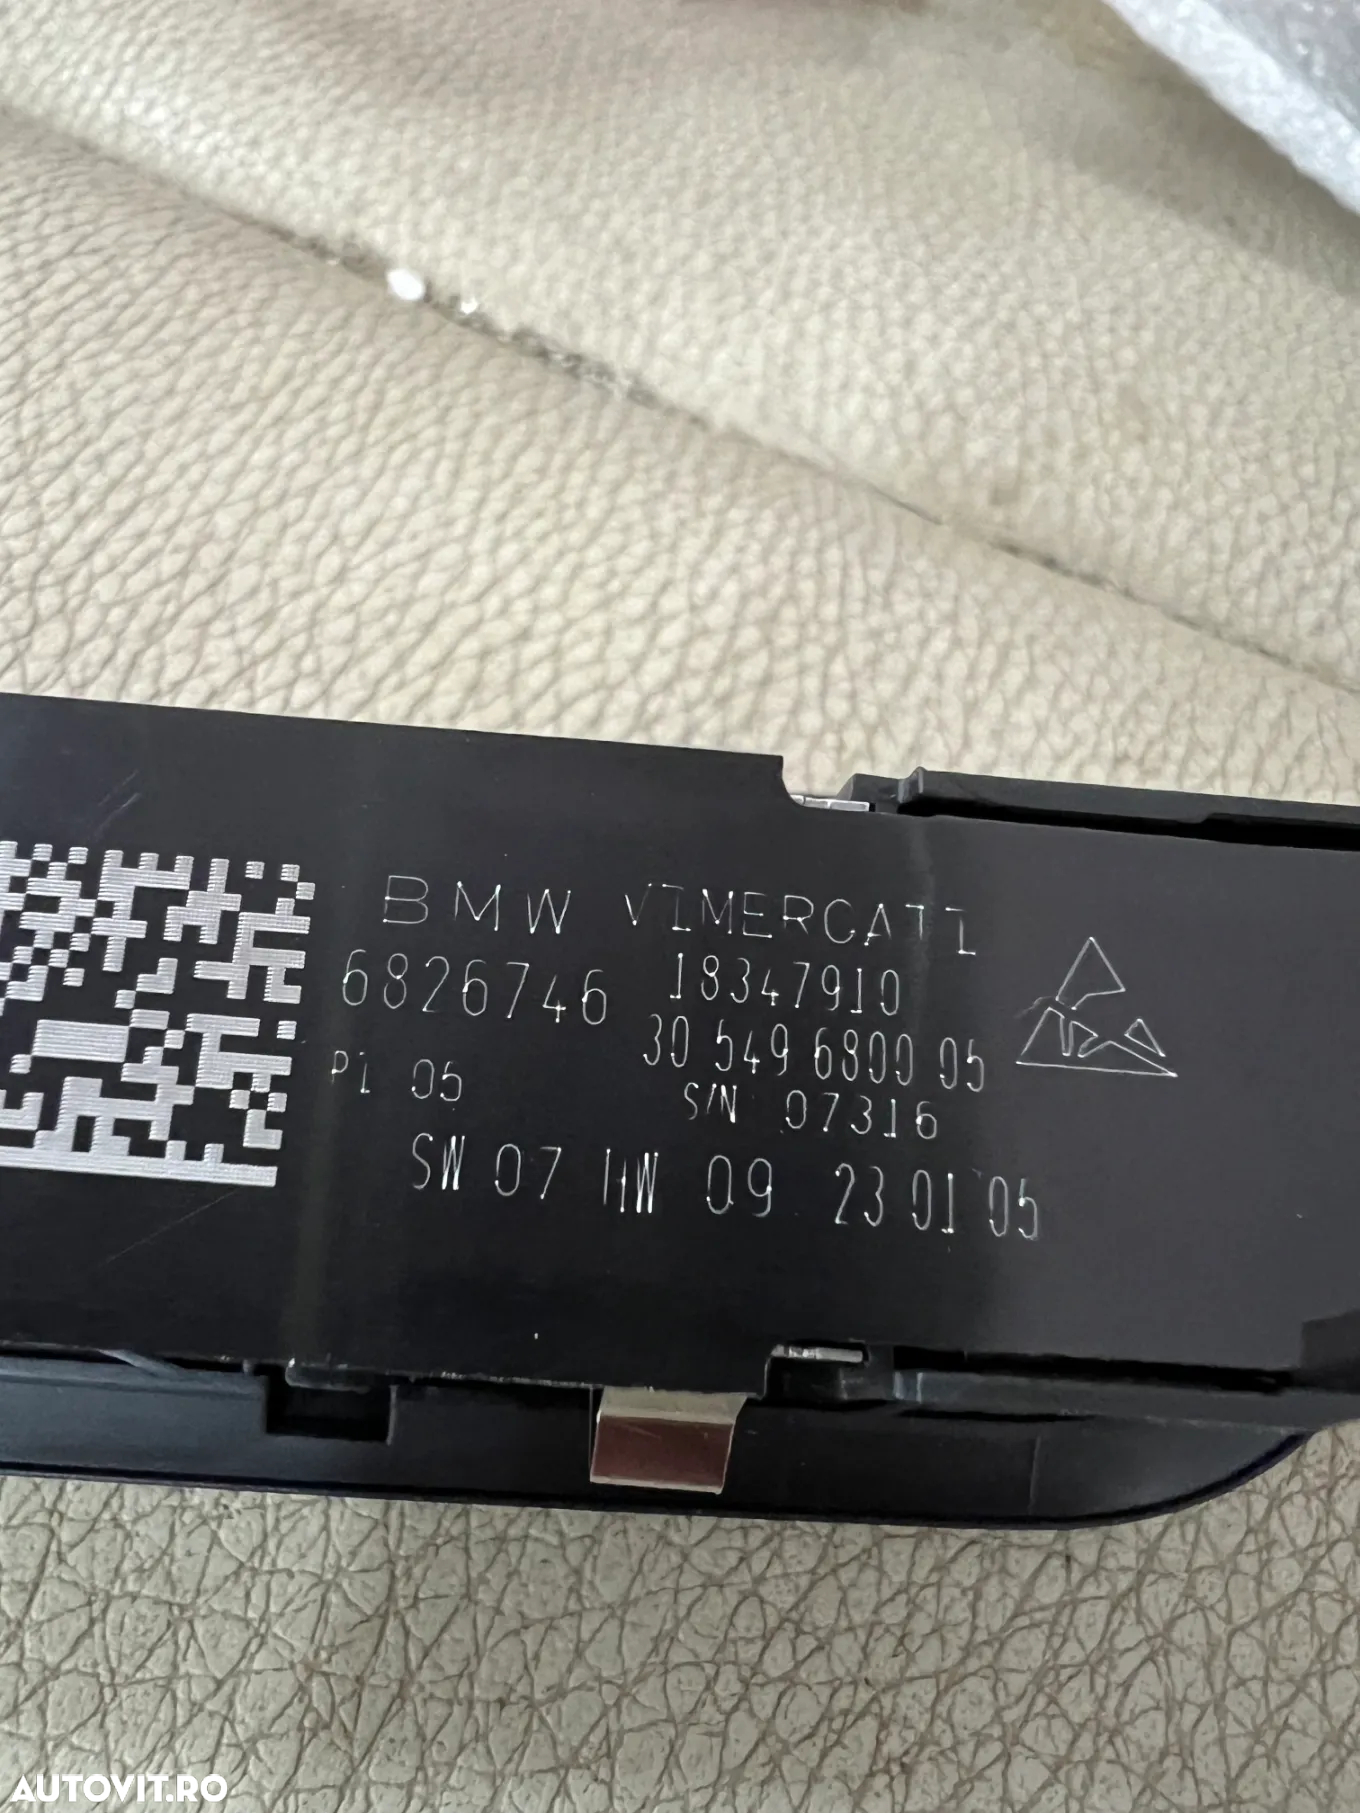 BMW VIMERCATI
6826746 18347910
30 549 6800 05
PI 05 S/N 07316
SW 07 HW 09 23 01 05
AUTOVIT.RO